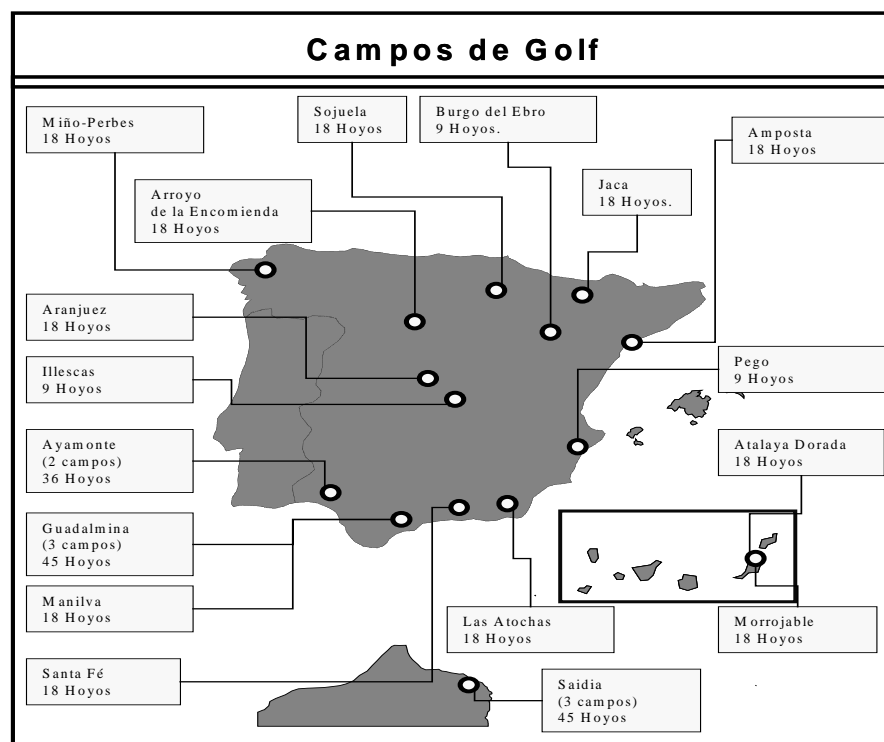 Campos de Golf
Miño-Perbes
18 Hoyos
Sojuela
18 Hoyos
Burgo del Ebro
9 Hoyos.
Amposta
18 Hoyos
Arroyo
de la Encomienda
18 Hoyos
Jaca
18 Hoyos.
Aranjuez
18 Hoyos
Illescas
9 Hoyos
Pego
9 Hoyos
Ayamonte
(2 campos)
36 Hoyos
Atalaya Dorada
18 Hoyos
Guadalmina
(3 campos)
45 Hoyos
Manilva
18 Hoyos
Las Atochas
18 Hoyos
Morrojable
18 Hoyos
Santa Fé
18 Hoyos
Saidia
(3 campos)
45 Hoyos